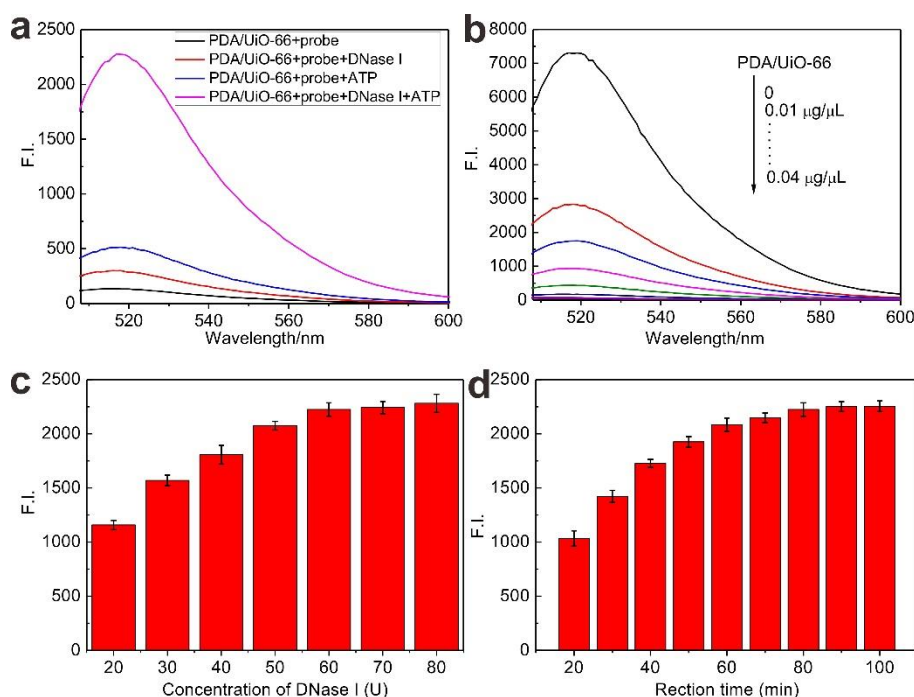 a
2500
2000
1500
1000
500
0
F.I.
PDA/UiO-66+probe
PDA/UiO-66+probe+DNase I
PDA/UiO-66+probe+ATP
PDA/UiO-66+probe+DNase I+ATP
520 540 560 580 600
Wavelength/nm
b
8000
7000
6000
5000
4000
3000
2000
1000
0
F.I.
PDA/UiO-66
0
0.01 µg/µL
0.04 µg/µL
520 540 560 580 600
Wavelength/nm
c
2500
2000
1500
1000
500
0
F.I.
20 30 40 50 60 70 80
Concentration of DNase I (U)
d
2500
2000
1500
1000
500
0
F.I.
20 40 60 80 100
Rection time (min)